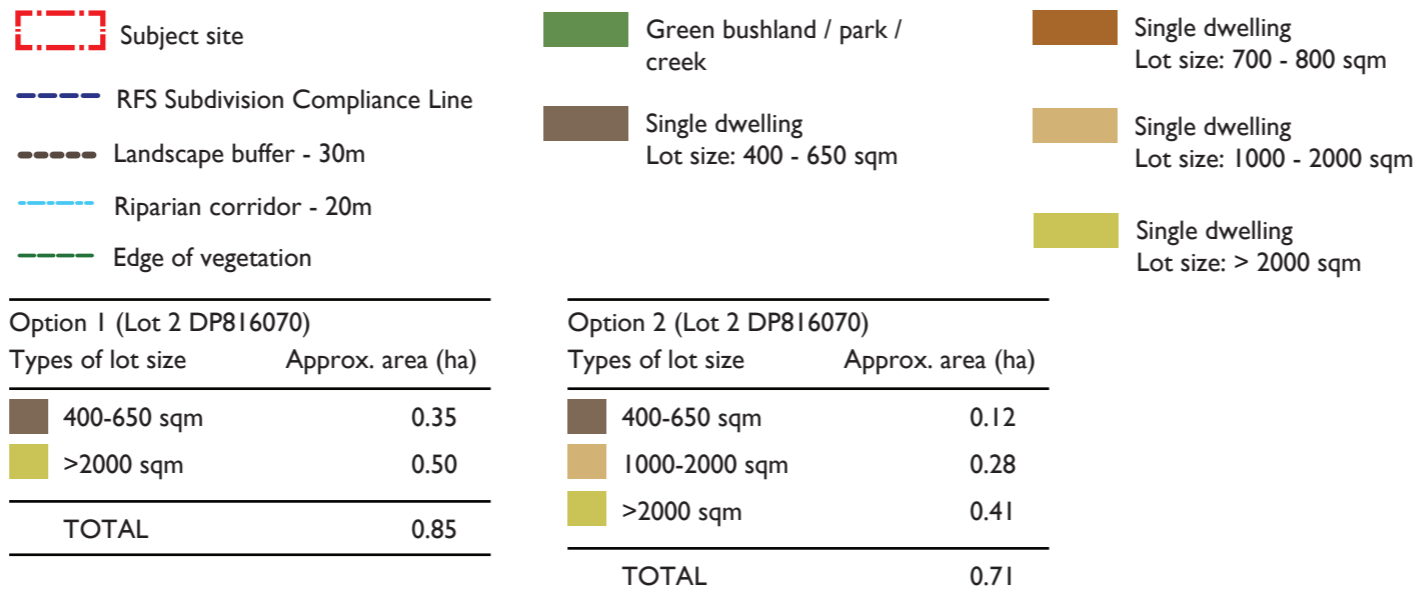 Subject site
RFS Subdivision Compliance Line
Landscape buffer - 30m
Riparian corridor - 20m
Edge of vegetation
Green bushland / park /
creek
Single dwelling
Lot size: 400 - 650 sqm
Single dwelling
Lot size: 700 - 800 sqm
Single dwelling
Lot size: 1000 - 2000 sqm
Single dwelling
Lot size: > 2000 sqm
Option 1 (Lot 2 DP816070)
Types of lot size Approx. area (ha)
400-650 sqm 0.35
>2000 sqm 0.50
TOTAL 0.85
Option 2 (Lot 2 DP816070)
Types of lot size Approx. area (ha)
400-650 sqm 0.12
1000-2000 sqm 0.28
>2000 sqm 0.41
TOTAL 0.71